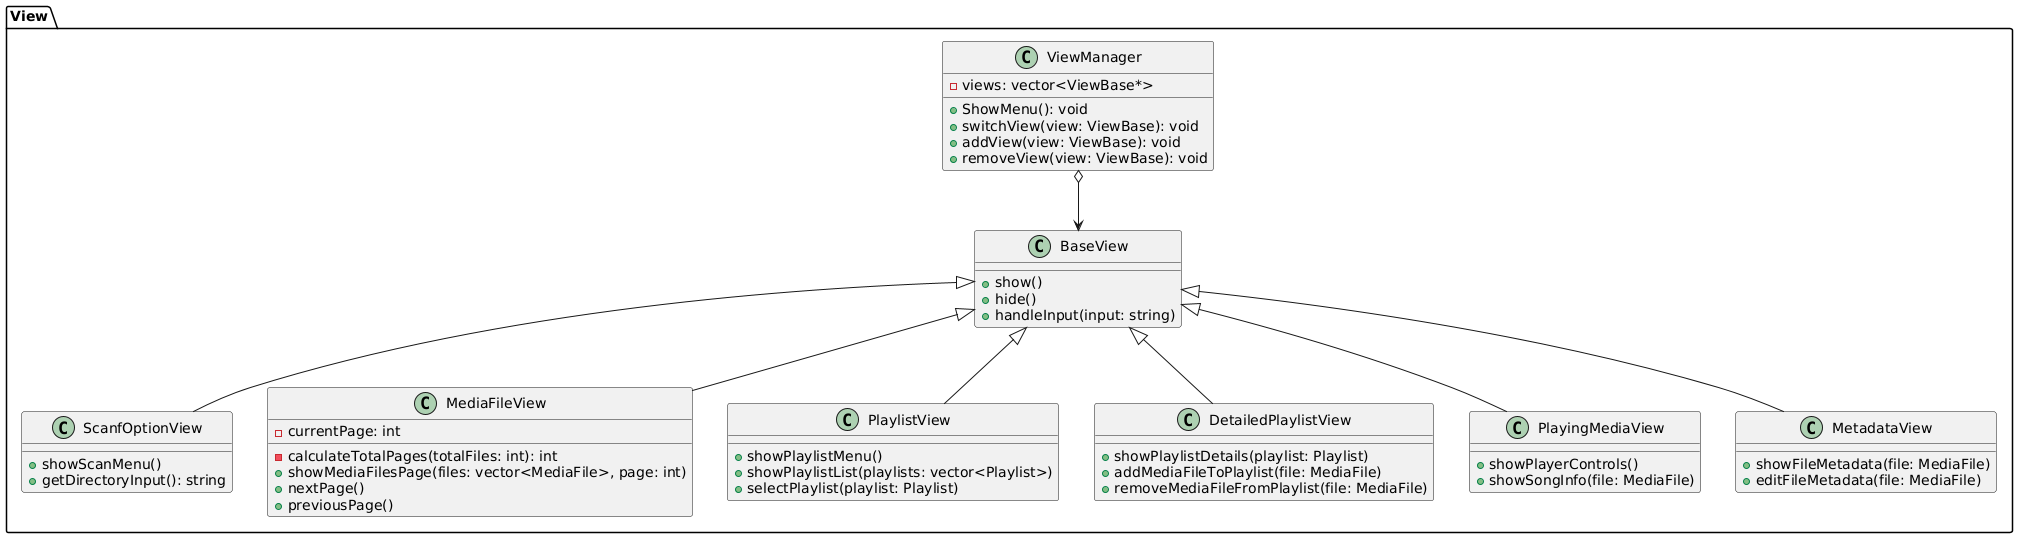 View
C ViewManager
views: vector<ViewBase*>
ShowMenu(): void
switchView(view: ViewBase): void
addView(view: ViewBase): void
removeView(view: ViewBase): void
C BaseView
show()
hide()
handleInput(input: string)
C ScanfOptionView
showScanMenu()
getDirectoryInput(): string
C MediaFileView
currentPage: int
calculateTotalPages(totalFiles: int): int
showMediaFilesPage(files: vector<MediaFile>, page: int)
nextPage()
previousPage()
C PlaylistView
showPlaylistMenu()
showPlaylistList(playlists: vector<Playlist>)
selectPlaylist(playlist: Playlist)
C DetailedPlaylistView
showPlaylistDetails(playlist: Playlist)
addMediaFileToPlaylist(file: MediaFile)
removeMediaFileFromPlaylist(file: MediaFile)
C PlayingMediaView
showPlayerControls()
showSongInfo(file: MediaFile)
C MetadataView
showFileMetadata(file: MediaFile)
editFileMetadata(file: MediaFile)